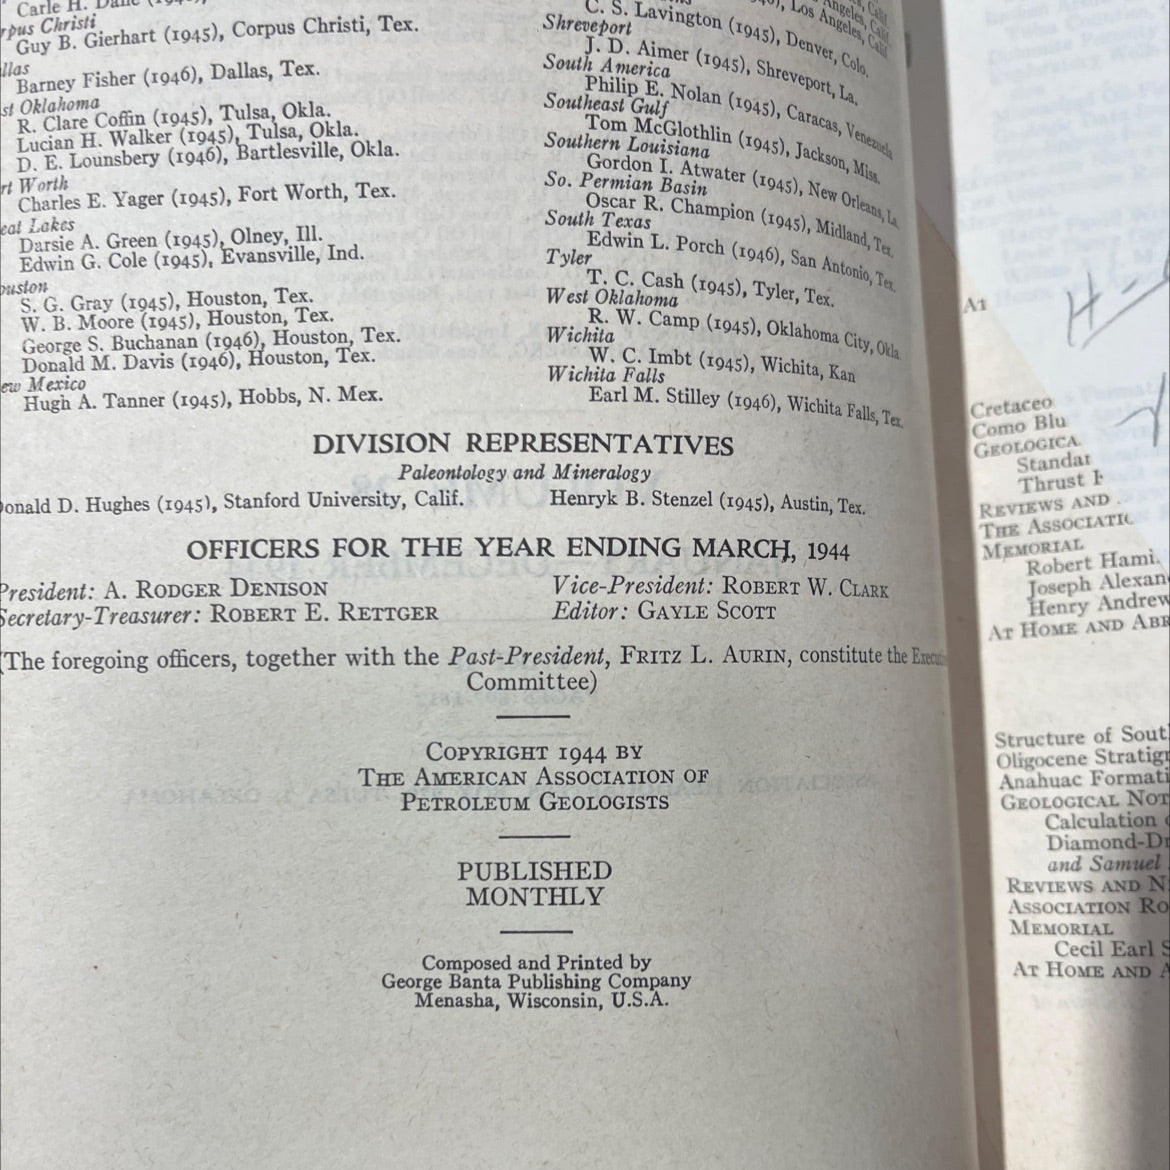 Carle H. Dane
Corpus Christi
Guy B. Gierhart (1945), Corpus Christi, Tex.
llas
Barney Fisher (1946), Dallas, Tex.
st Oklahoma
R. Clare Coffin (1945), Tulsa, Okla.
Lucian H. Walker (1945), Tulsa, Okla.
D. E. Lounsbery (1946), Bartlesville, Okla.
rt Worth
Charles E. Yager (1945), Fort Worth, Tex.
eat Lakes
Darsie A. Green (1945), Olney, Ill.
Edwin G. Cole (1945), Evansville, Ind.
ouston
S. G. Gray (1945), Houston, Tex.
W. B. Moore (1945), Houston, Tex.
George S. Buchanan (1946), Houston, Tex.
Donald M. Davis (1946), Houston, Tex.
ew Mexico
Hugh A. Tanner (1945), Hobbs, N. Mex.
Los Angeles, Calif
C. S. Lavington (1945), Denver, Colo.
Shreveport
J. D. Aimer (1945), Shreveport, La.
South America
Philip E. Nolan (1945), Caracas, Venezuela
Southeast Gulf
Tom McGlothlin (1945), Jackson, Miss.
Southern Louisiana
Gordon I. Atwater (1945), New Orleans, La.
So. Permian Basin
Oscar R. Champion (1945), Midland, Tex.
South Texas
Edwin L. Porch (1946), San Antonio, Tex.
Tyler
T. C. Cash (1945), Tyler, Tex.
West Oklahoma
R. W. Camp (1945), Oklahoma City, Okla
Wichita
W. C. Imbt (1945), Wichita, Kan
Wichita Falls
Earl M. Stilley (1946), Wichita Falls, Tex.
DIVISION REPRESENTATIVES
Paleontology and Mineralogy
onald D. Hughes (1945), Stanford University, Calif. Henryk B. Stenzel (1945), Austin, Tex.
OFFICERS FOR THE YEAR ENDING MARCH, 1944
President: A. RODGER DENISON Vice-President: ROBERT W. CLARK
Secretary-Treasurer: ROBERT E. RETTGER Editor: GAYLE SCOTT
(The foregoing officers, together with the Past-President, FRITZ L. AURIN, constitute the Execu
Committee)
COPYRIGHT 1944 BY
THE AMERICAN ASSOCIATION OF
PETROLEUM GEOLOGISTS
PUBLISHED
MONTHLY
Composed and Printed by
George Banta Publishing Company
Menasha, Wisconsin, U.S.A.
Cretaceo
Como Blu
GEOLOGICA
Standar
Thrust
REVIEWS AND
THE ASSOCIATIO
MEMORIAL
Robert Hami
Joseph Alexan
Henry Andrew
AT HOME AND ABR
Structure of Sout
Oligocene Stratigr
Anahuac Formati
GEOLOGICAL NOT
Calculation
Diamond-Dr
and Samuel
REVIEWS AND N
ASSOCIATION RO
MEMORIAL
Cecil Earl S
AT HOME AND A